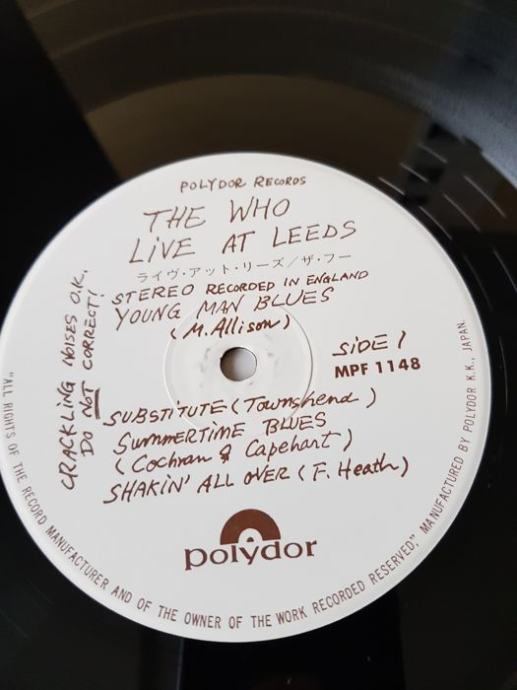 POLYDOR RECORDS
THE WHO
LIVE AT LEEDS
ライヴ・アット・リーズ/ザ・フー
STEREO RECORDED IN ENGLAND
YOUNG MAN BLUES
(M. Allison)
SIDE 1
MPF 1148
CRACKLING NOISES O.K.
DO NOT CORRECT!
SUBSTITUTE (Townshend)
SUMMERTIME BLUES
(Cochran & Capehart)
SHAKIN' ALL OVER (F. Heath)
polydor
"ALL RIGHTS OF THE RECORD MANUFACTURER AND OF THE OWNER OF THE WORK RECORDED RESERVED", MANUFACTURED BY POLYDOR K.K., JAPAN.